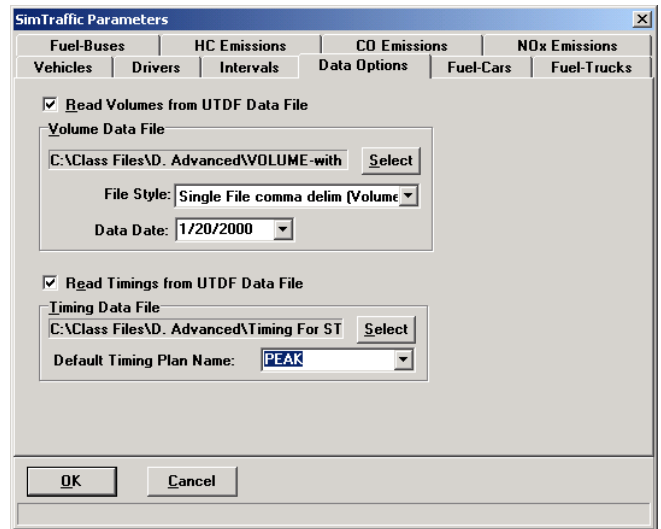 SimTraffic Parameters
Fuel-Buses HC Emissions CO Emissions NOx Emissions
Vehicles Drivers Intervals Data Options Fuel-Cars Fuel-Trucks
Read Volumes from UTDF Data File
Volume Data File
C:\Class Files\D. Advanced\VOLUME-with Select
File Style: Single File comma delim (Volume
Data Date: 1/20/2000
Read Timings from UTDF Data File
Timing Data File
C:\Class Files\D. Advanced\Timing For ST Select
Default Timing Plan Name: PEAK
OK Cancel